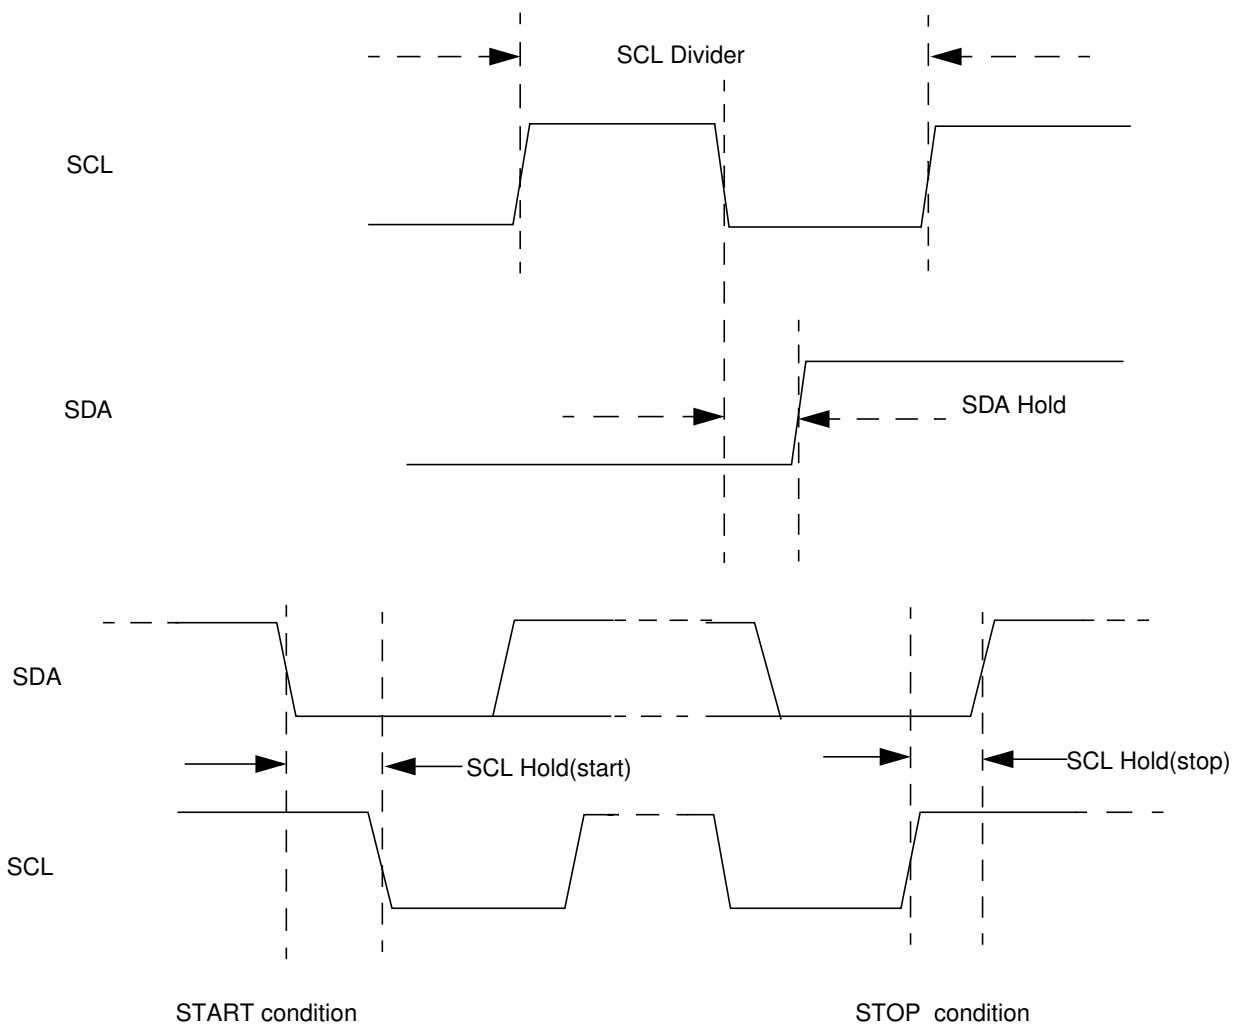 SCL Divider
SCL
SDA
SDA Hold
SDA
SCL Hold(start)
SCL Hold(stop)
SCL
START condition
STOP condition